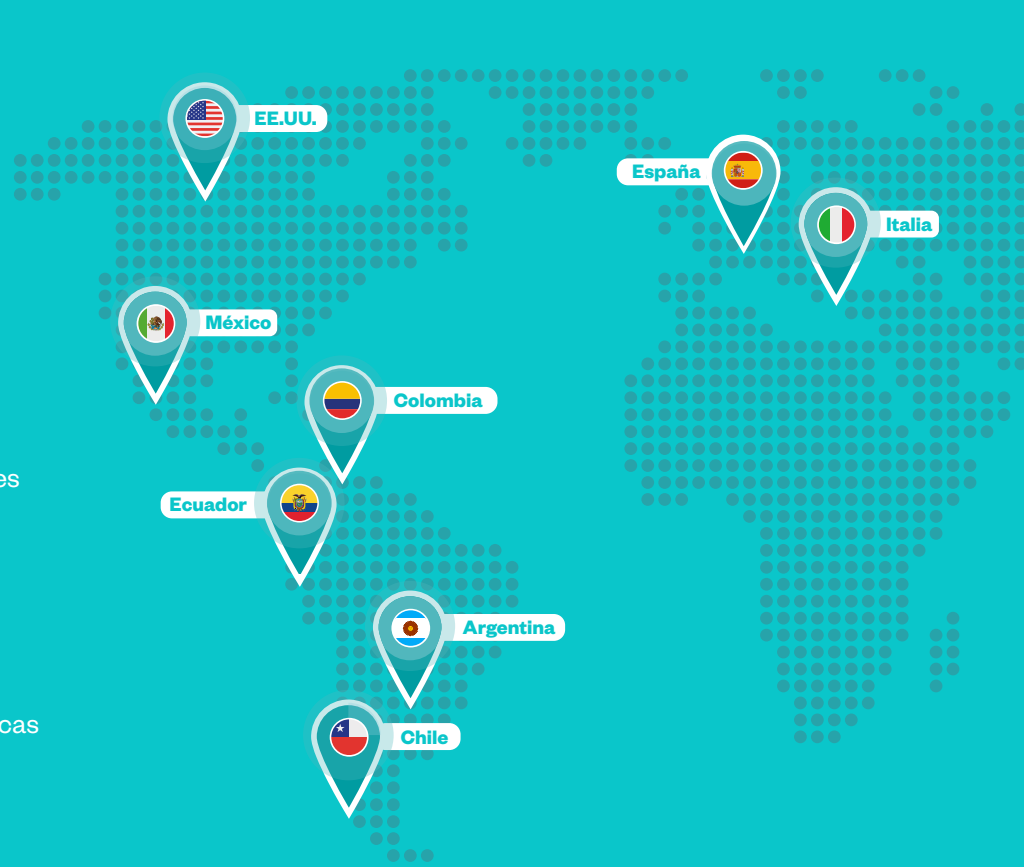 EE.UU.
España
Italia
México
Colombia
es
Ecuador
Argentina
cas
Chile